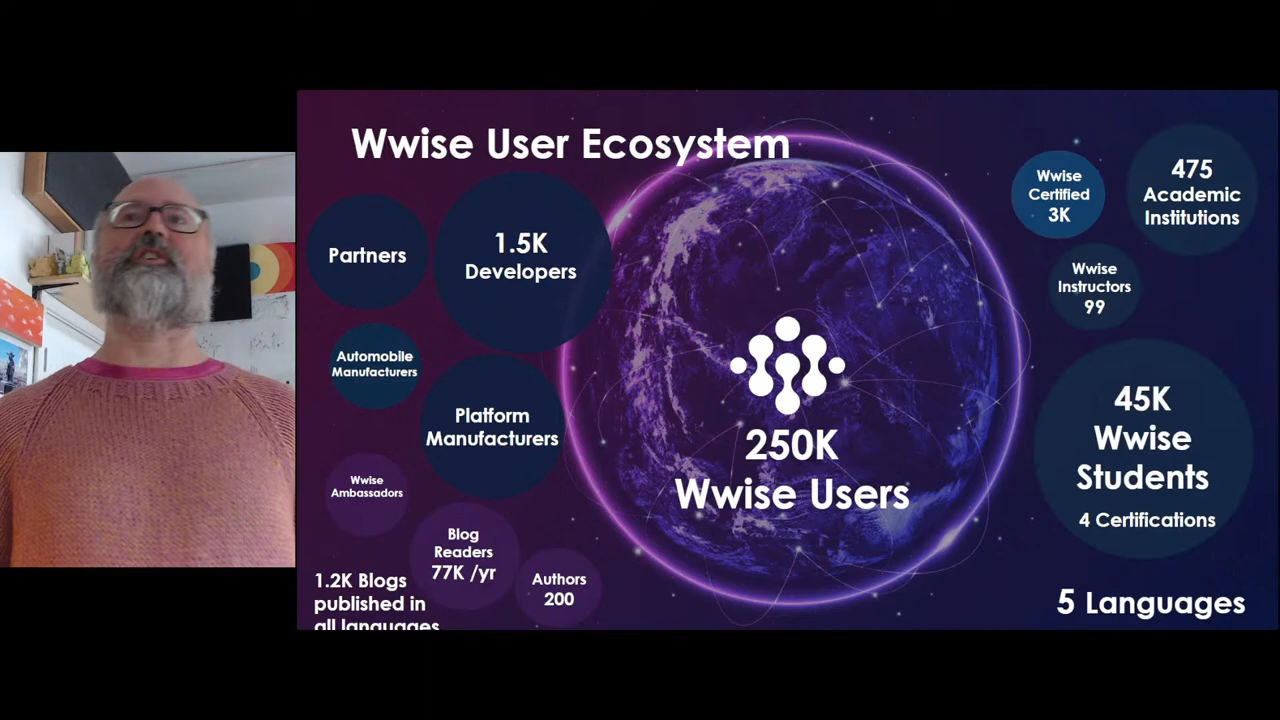 Wwise User Ecosystem
Partners
1.5K
Developers
Automobile
Manufacturers
Platform
Manufacturers
Wwise
Ambassadors
Blog
Readers
77K /yr
Authors
200
1.2K Blogs
published in
all languages
250K
Wwise Users
Wwise
Certified
3K
475
Academic
Institutions
Wwise
Instructors
99
45K
Wwise
Students
4 Certifications
5 Languages